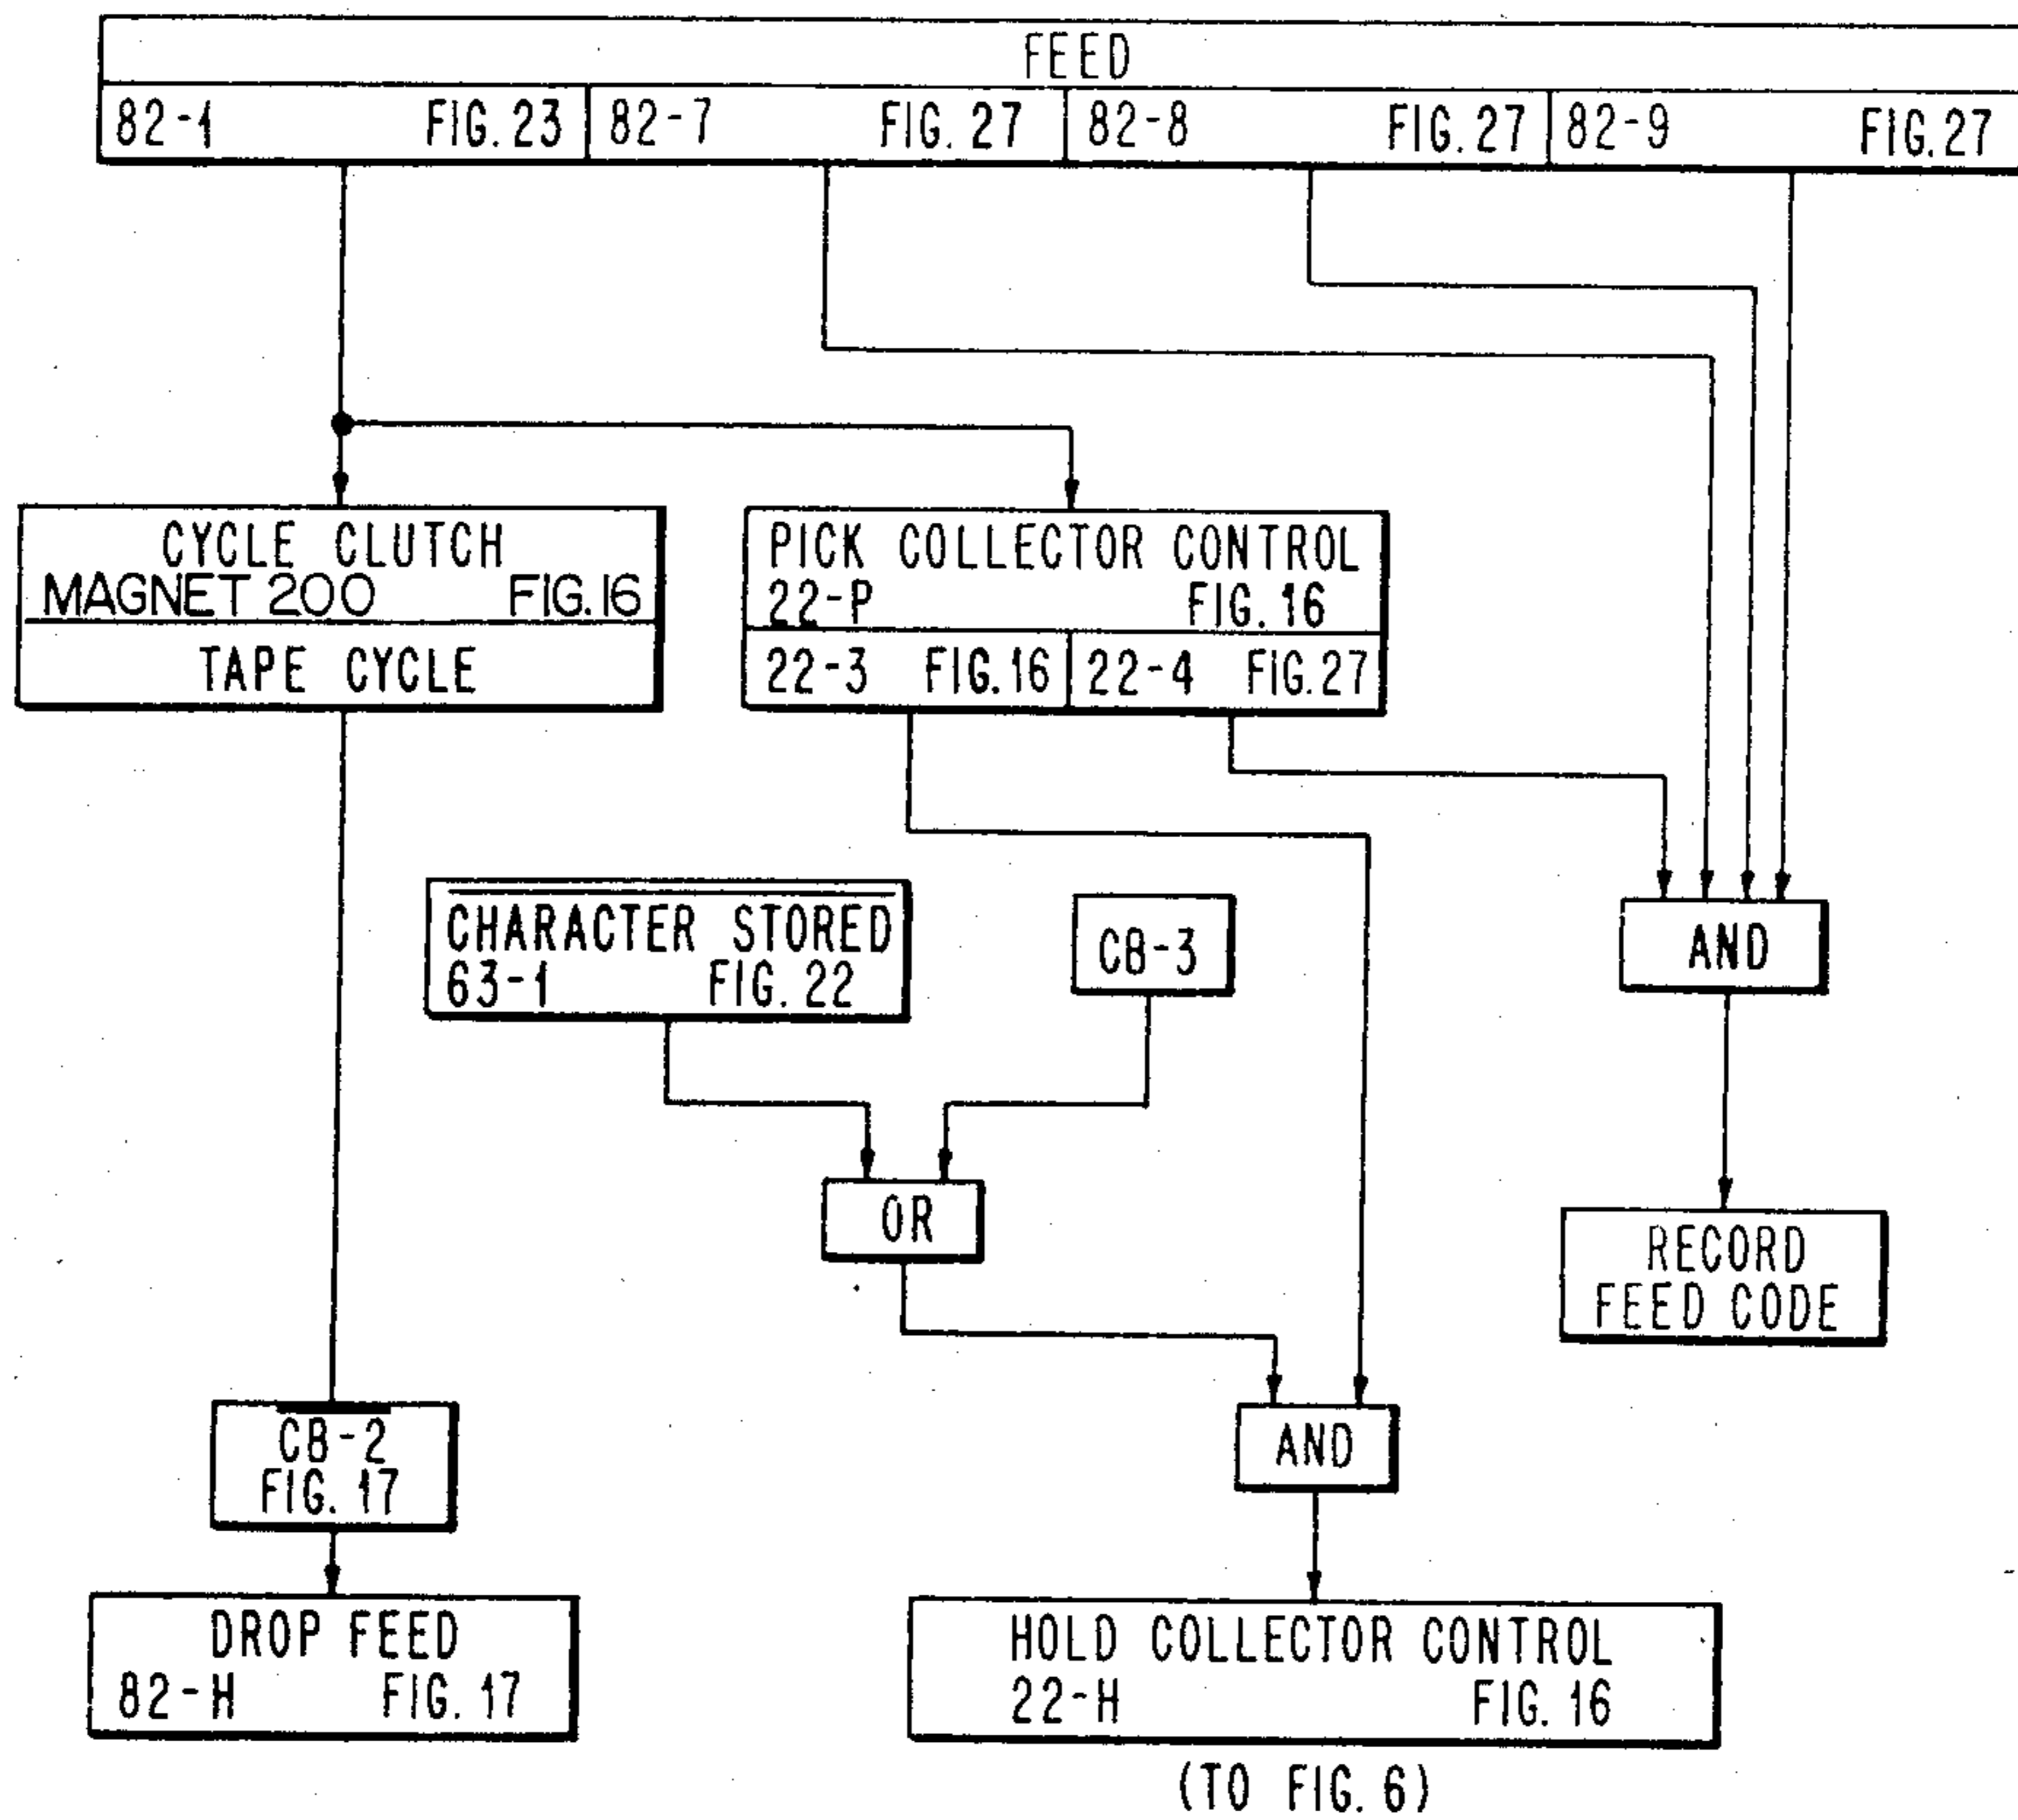 FEED
82-1 FIG. 23 82-7 FIG. 27 82-8 FIG. 27 82-9 FIG. 27
CYCLE CLUTCH
MAGNET 200 FIG. 16
TAPE CYCLE
PICK COLLECTOR CONTROL
22-P FIG. 16
22-3 FIG. 16 22-4 FIG. 27
CHARACTER STORED
63-1 FIG. 22
CB-3
AND
OR
RECORD
FEED CODE
CB-2
FIG. 17
AND
DROP FEED
82-H FIG. 17
HOLD COLLECTOR CONTROL
22-H FIG. 16
(TO FIG. 6)